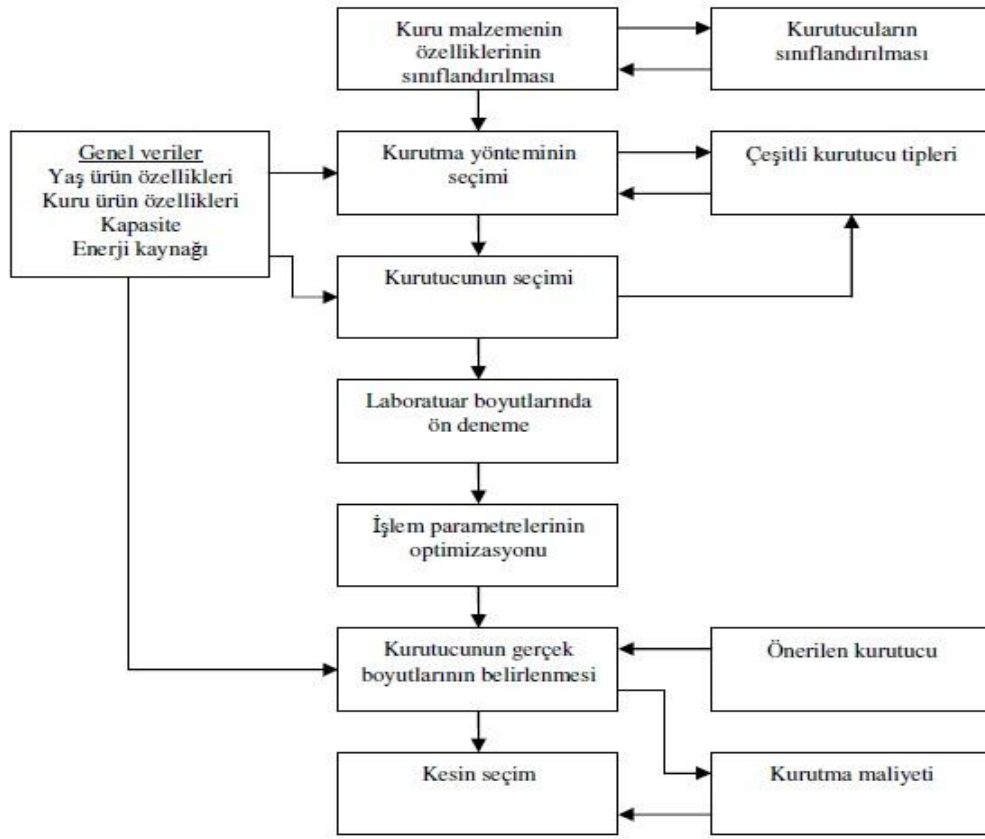 Kuru malzemenin
özelliklerinin
sınıflandırılması
Kurutucuların
sınıflandırılması
Genel veriler
Yaş ürün özellikleri
Kuru ürün özellikleri
Kapasite
Enerji kaynağı
Kurutma yönteminin
seçimi
Çeşitli kurutucu tipleri
Kurutucunun seçimi
Laboratuar boyutlarında
ön deneme
İşlem parametrelerinin
optimizasyonu
Kurutucunun gerçek
boyutlarının belirlenmesi
Önerilen kurutucu
Kesin seçim
Kurutma maliyeti